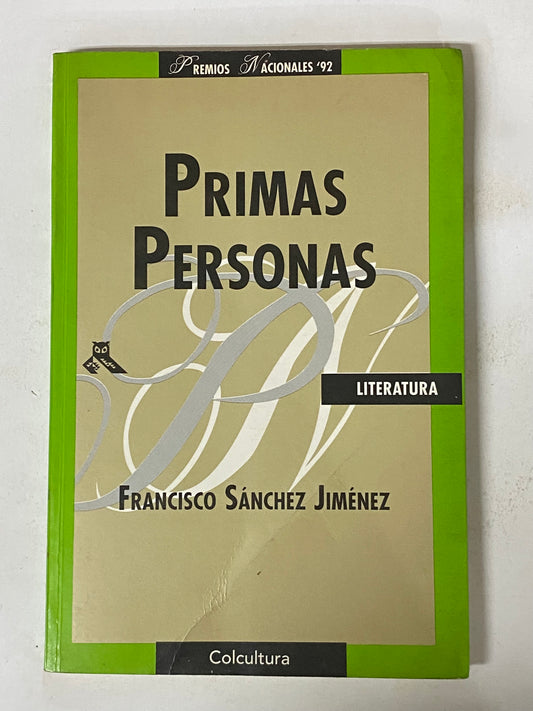 PREMIOS NACIONALES '92
PRIMAS
PERSONAS
LITERATURA
FRANCISCO SÁNCHEZ JIMÉNEZ
Colcultura